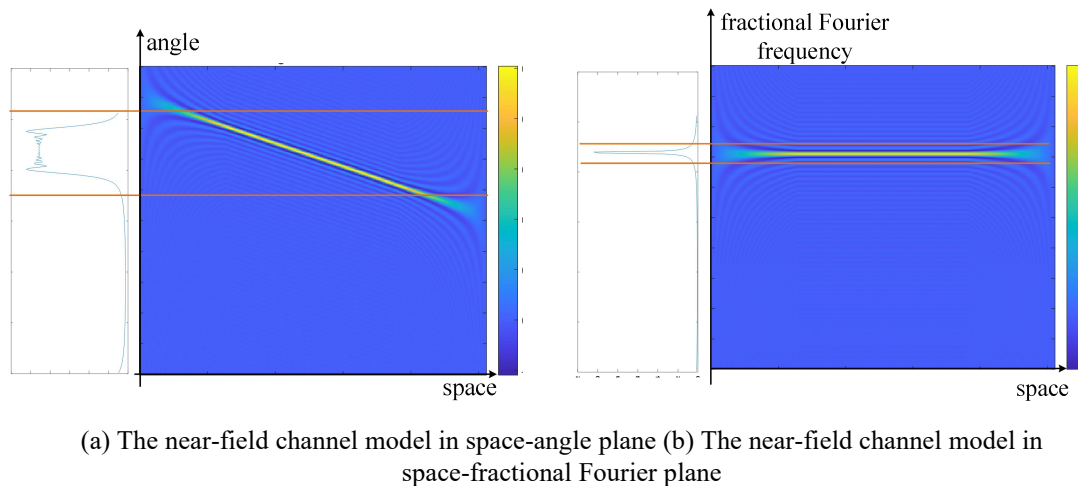 angle
space
fractional Fourier
frequency
space
(a) The near-field channel model in space-angle plane (b) The near-field channel model in
space-fractional Fourier plane